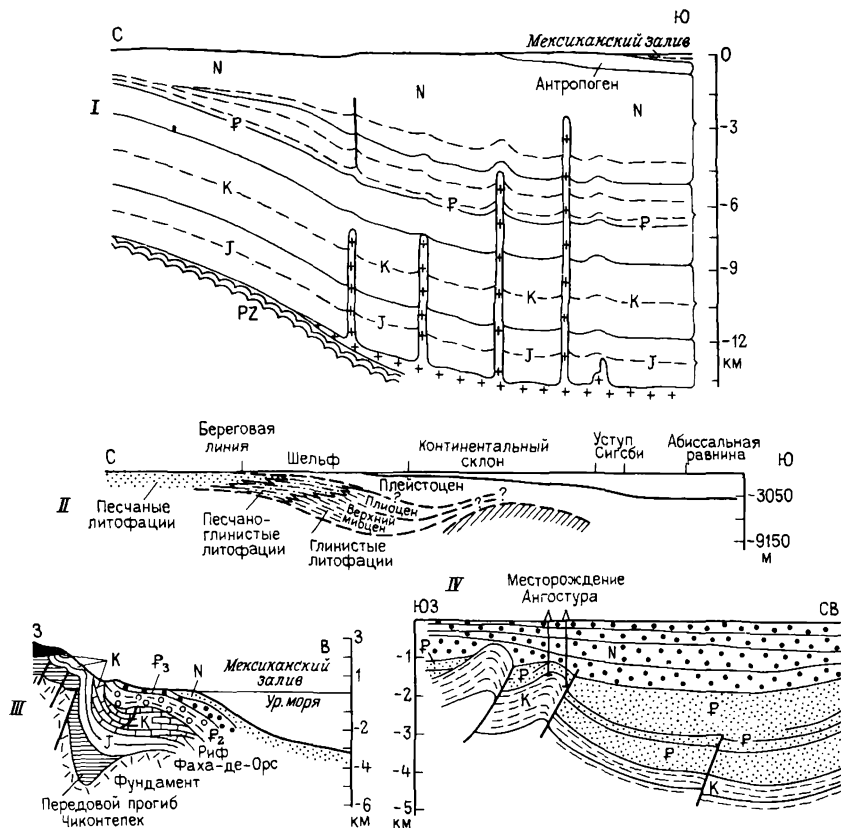 С
Ю
Мексиканский залив
0
Антропоген
N
N
I
-3
₽
K
-6
₽
₽
J
K
-9
K
K
PZ
J
-12
км
J
J
Береговая линия
Шельф
Континентальный склон
Уступ Сигсби
Абиссальная равнина
С
Ю
Плейстоцен
-3050
II
Песчаные литофации
?
Плиоцен
?
Верхний миоцен
Песчано-глинистые литофации
Глинистые литофации
-9150
м
З
В
3
K
₽3
N
Мексиканский залив
1
Ур. моря
III
K
₽2
J
Риф Фаха-де-Орс
-2
Фундамент
-4
Передовой прогиб Чиконтепек
-6
км
IV
Месторождение Ангостура
ЮЗ
СВ
₽
N
-1
₽
-2
K
₽
₽
-3
₽
-4
K
-5
км